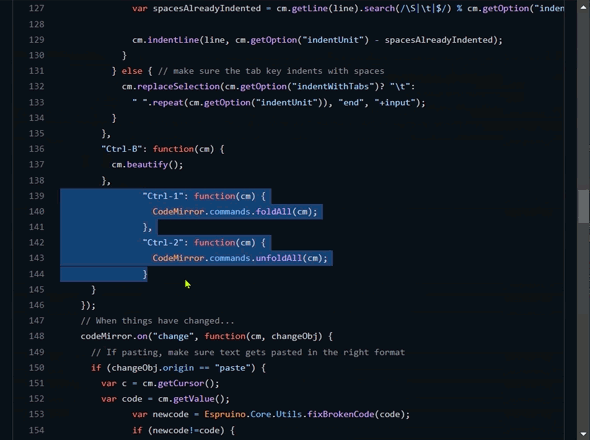 127 var spacesAlreadyIndented = cm.getLine(line).search(/\S|\t|$/) % cm.getOption("inden
128
129 cm.indentLine(line, cm.getOption("indentUnit") - spacesAlreadyIndented);
130 }
131 } else { // make sure the tab key indents with spaces
132 cm.replaceSelection(cm.getOption("indentWithTabs")? "\t":
133 " ".repeat(cm.getOption("indentUnit")), "end", "+input");
134 }
135 },
136 "Ctrl-B": function(cm) {
137 cm.beautify();
138 },
139 "Ctrl-1": function(cm) {
140 CodeMirror.commands.foldAll(cm);
141 },
142 "Ctrl-2": function(cm) {
143 CodeMirror.commands.unfoldAll(cm);
144 }
145 }
146 });
147 // When things have changed...
148 codeMirror.on("change", function(cm, changeObj) {
149 // If pasting, make sure text gets pasted in the right format
150 if (changeObj.origin == "paste") {
151 var c = cm.getCursor();
152 var code = cm.getValue();
153 var newcode = Espruino.Core.Utils.fixBrokenCode(code);
154 if (newcode!=code) {